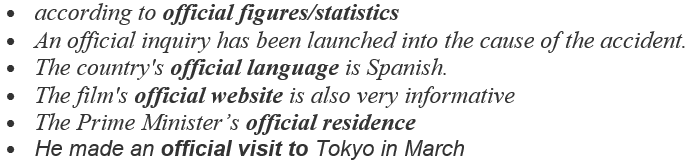 • according to official figures/statistics
• An official inquiry has been launched into the cause of the accident.
• The country's official language is Spanish.
• The film's official website is also very informative
• The Prime Minister’s official residence
• He made an official visit to Tokyo in March